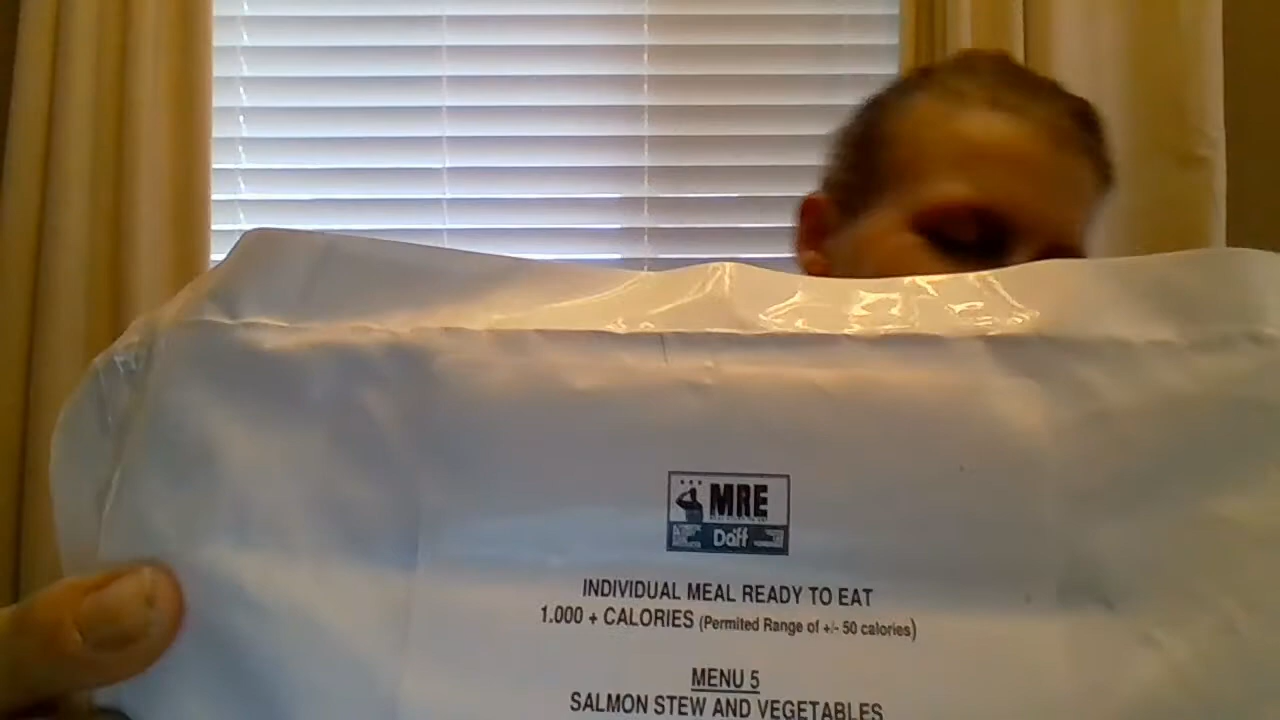 MRE
Daff
INDIVIDUAL MEAL READY TO EAT
1.000 + CALORIES (Permited Range of +/- 50 calories)
MENU 5
SALMON STEW AND VEGETABLES